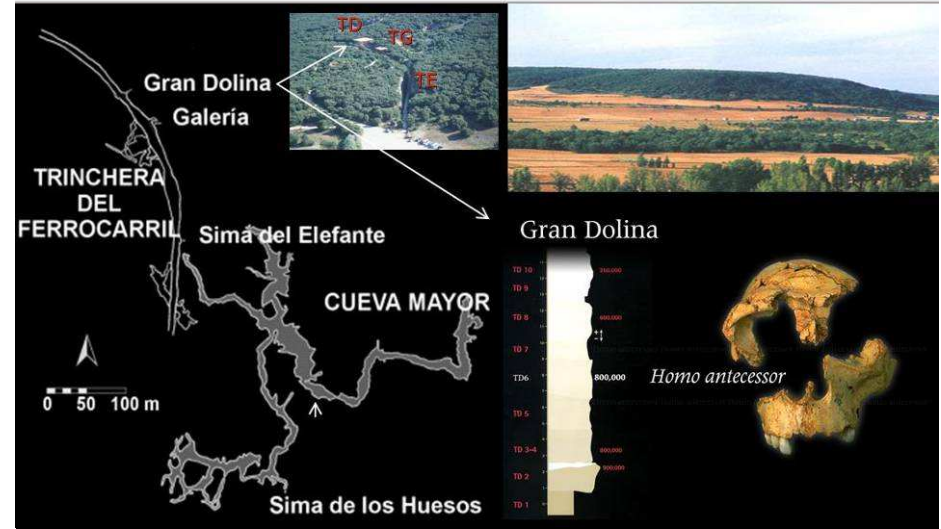 TD
TG
TE
Gran Dolina
Galería
TRINCHERA
DEL
FERROCARRIL
Sima del Elefante
CUEVA MAYOR
0 50 100 m
Sima de los Huesos
Gran Dolina
TD 10
TD 9
TD 8
TD 7
TD6
800,000
Homo antecessor
TD 5
TD 3-4
TD 2
900,000
TD 1